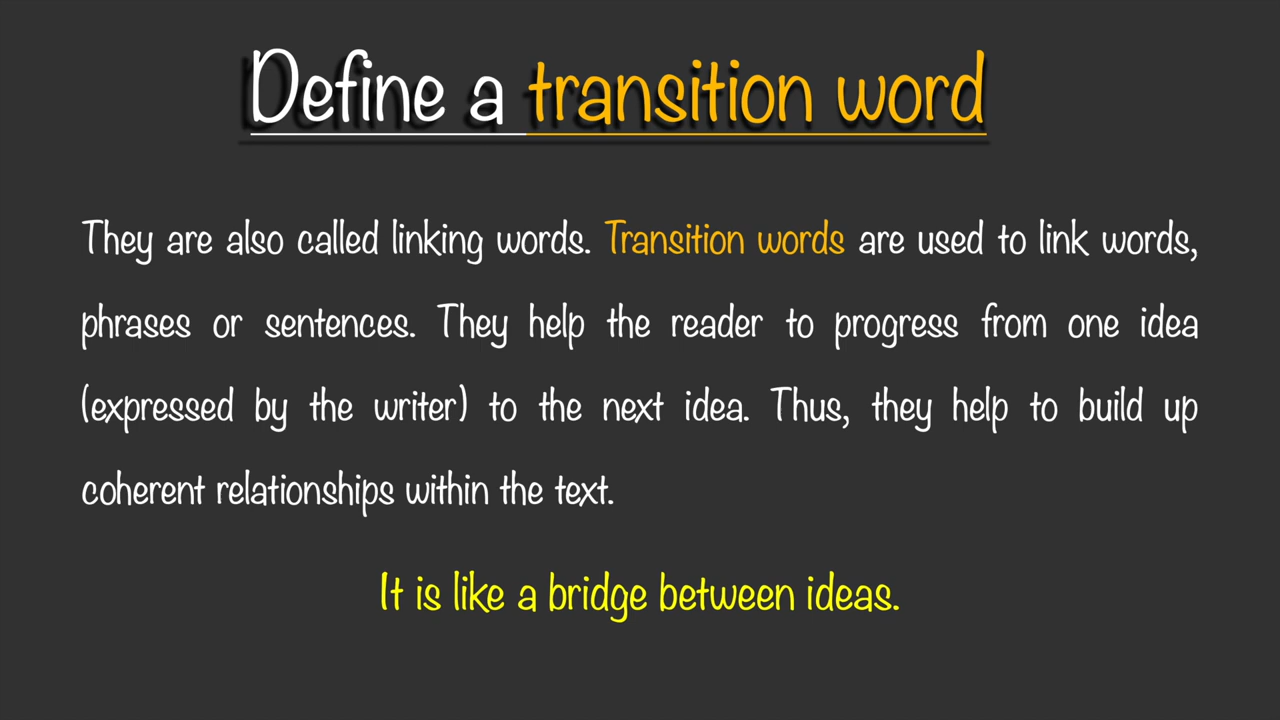 Define a transition word
They are also called linking words. Transition words are used to link words,
phrases or sentences. They help the reader to progress from one idea
(expressed by the writer) to the next idea. Thus, they help to build up
coherent relationships within the text.
It is like a bridge between ideas.